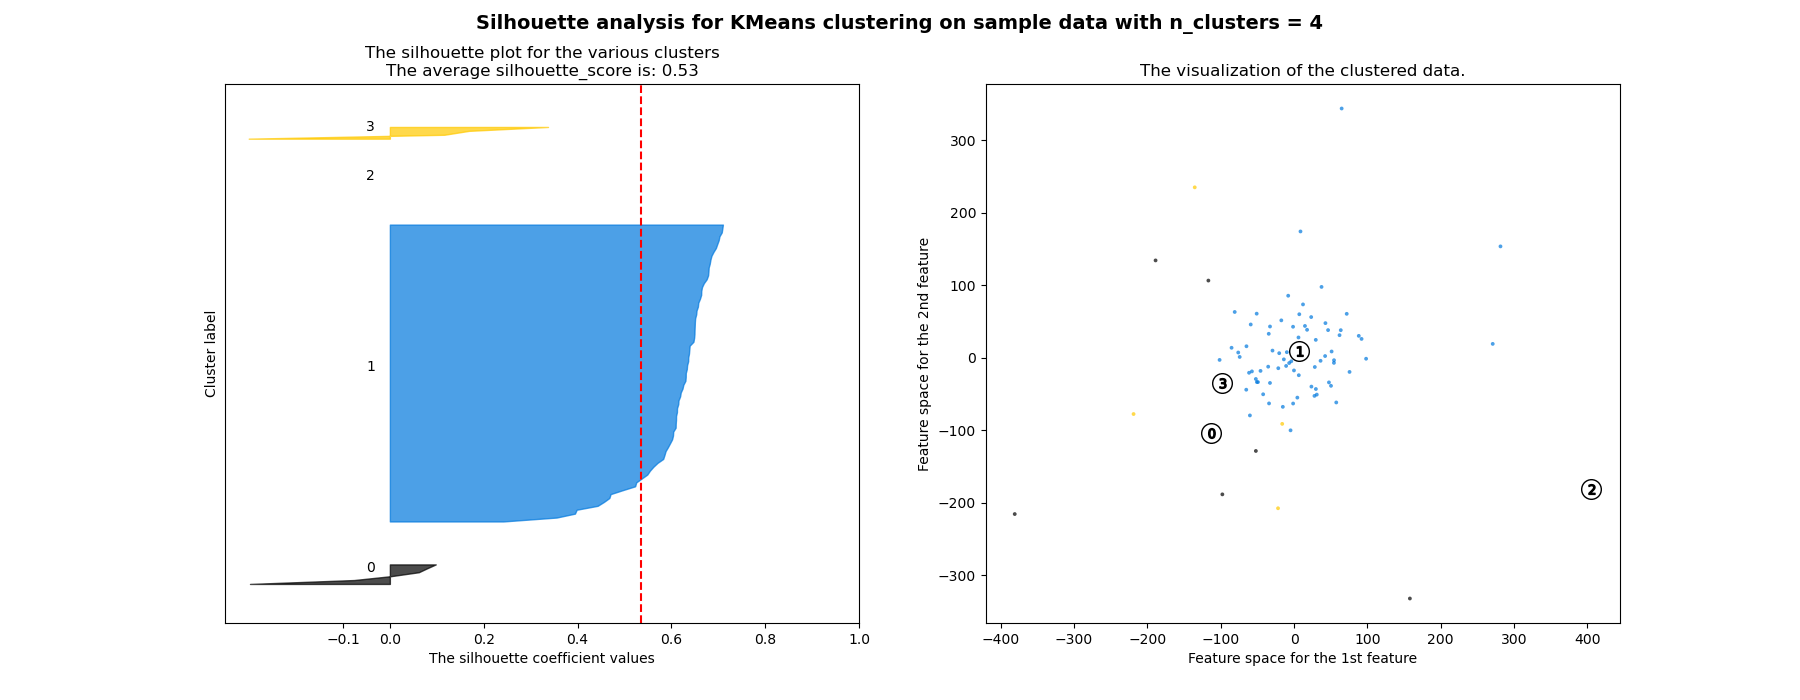 Silhouette analysis for KMeans clustering on sample data with n_clusters = 4
The silhouette plot for the various clusters
The average silhouette_score is: 0.53
3
2
1
0
Cluster label
−0.1 0.0 0.2 0.4 0.6 0.8 1.0
The silhouette coefficient values
The visualization of the clustered data.
300
200
100
0
−100
−200
−300
Feature space for the 2nd feature
1
3
0
2
−400 −300 −200 −100 0 100 200 300 400
Feature space for the 1st feature